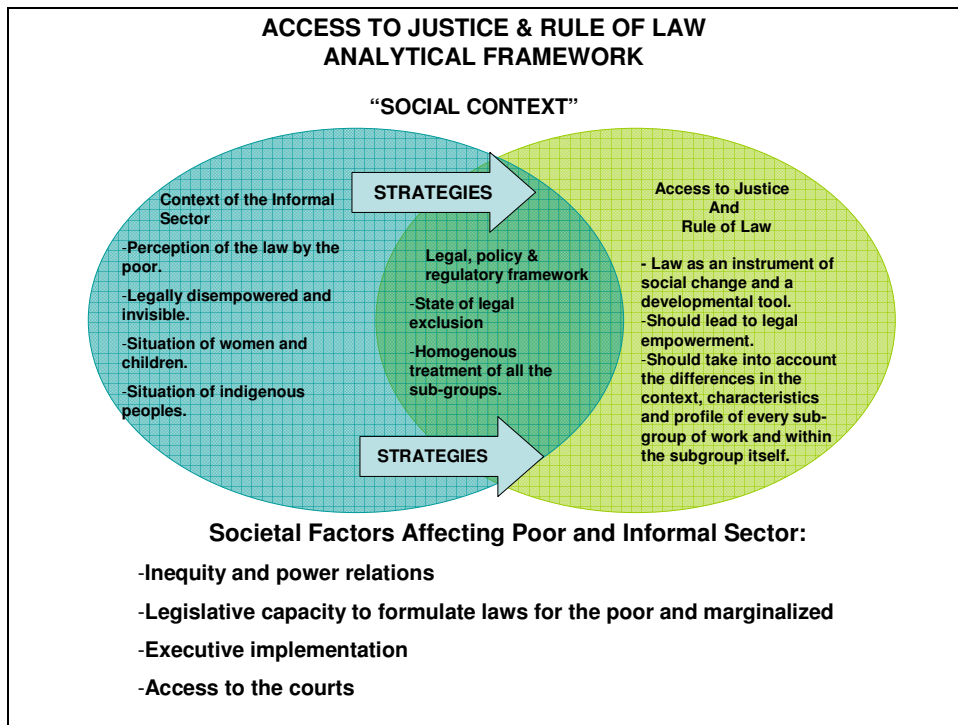 ACCESS TO JUSTICE & RULE OF LAW
ANALYTICAL FRAMEWORK
“SOCIAL CONTEXT”
Context of the Informal
Sector
-Perception of the law by the
poor.
-Legally disempowered and
invisible.
-Situation of women and
children.
-Situation of indigenous
peoples.
STRATEGIES
Legal, policy &
regulatory framework
-State of legal
exclusion
-Homogenous
treatment of all the
sub-groups.
STRATEGIES
Access to Justice
And
Rule of Law
- Law as an instrument of
social change and a
developmental tool.
-Should lead to legal
empowerment.
-Should take into account
the differences in the
context, characteristics
and profile of every sub-
group of work and within
the subgroup itself.
Societal Factors Affecting Poor and Informal Sector:
-Inequity and power relations
-Legislative capacity to formulate laws for the poor and marginalized
-Executive implementation
-Access to the courts